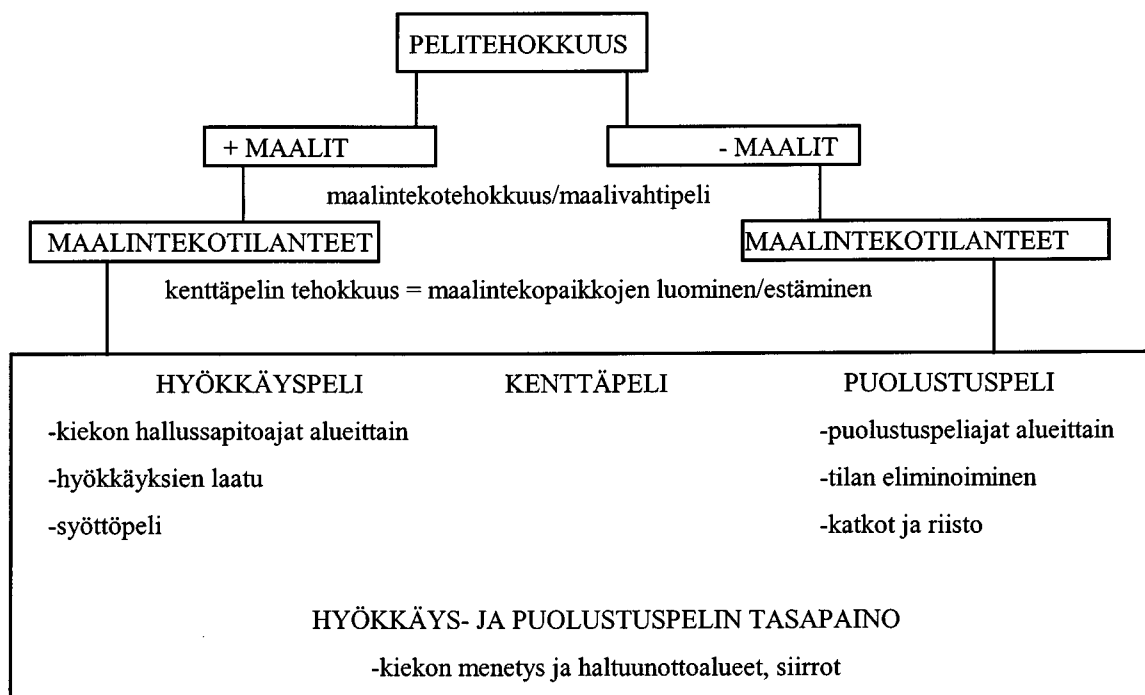 PELITEHOKKUUS
+ MAALIT
- MAALIT
maalintekotehokkuus/maalivahtipeli
MAALINTEKOTILANTEET
MAALINTEKOTILANTEET
kenttäpelin tehokkuus = maalintekopaikkojen luominen/estäminen
HYÖKKÄYSPELI
KENTTÄPELI
PUOLUSTUSPELI
-kiekon hallussapitoajat alueittain
-puolustuspeliajat alueittain
-hyökkäyksien laatu
-tilan eliminoiminen
-syöttöpeli
-katkot ja riisto
HYÖKKÄYS- JA PUOLUSTUSPELIN TASAPAINO
-kiekon menetys ja haltuunottoalueet, siirrot